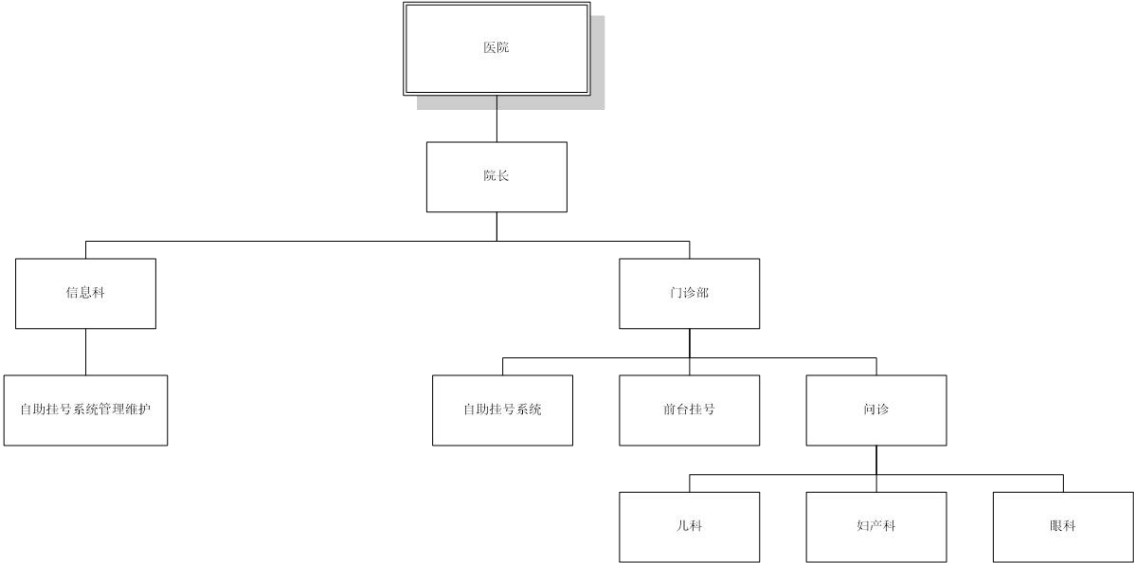 医院
院长
信息科
门诊部
自助挂号系统管理维护
自助挂号系统
前台挂号
问诊
儿科
妇产科
眼科